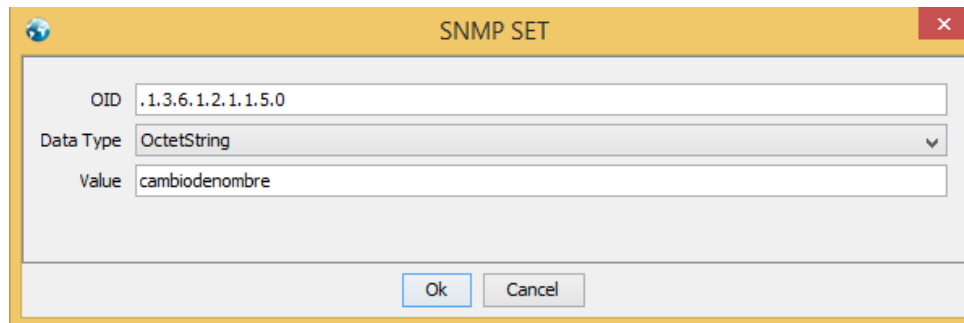 SNMP SET
OID .1.3.6.1.2.1.1.5.0
Data Type OctetString
Value cambiodenombre
Ok Cancel